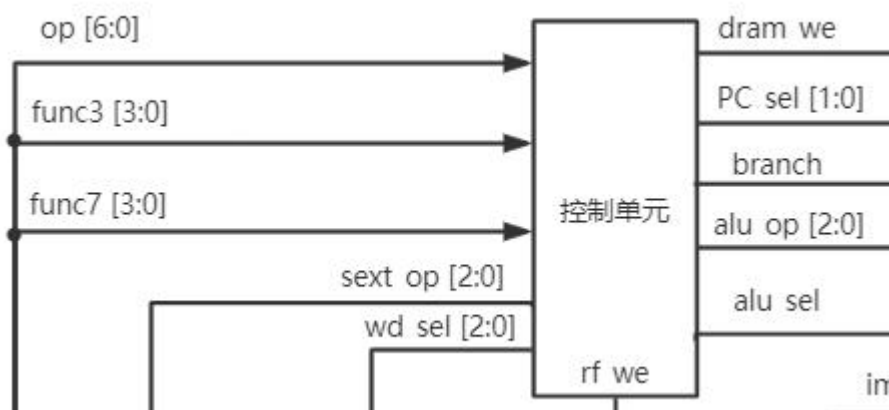 op [6:0]
func3 [3:0]
func7 [3:0]
sext op [2:0]
wd sel [2:0]
控制单元
rf we
dram we
PC sel [1:0]
branch
alu op [2:0]
alu sel